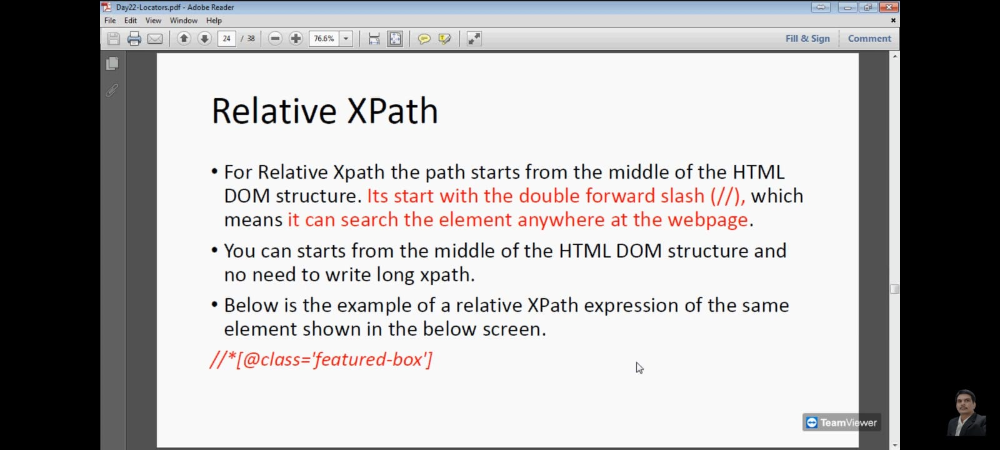 Day22-Locators.pdf - Adobe Reader
File Edit View Window Help
24 / 38 76.6% Fill & Sign Comment
Relative XPath
• For Relative Xpath the path starts from the middle of the HTML
DOM structure. Its start with the double forward slash (//), which
means it can search the element anywhere at the webpage.
• You can starts from the middle of the HTML DOM structure and
no need to write long xpath.
• Below is the example of a relative XPath expression of the same
element shown in the below screen.
//*[@class='featured-box']
TeamViewer